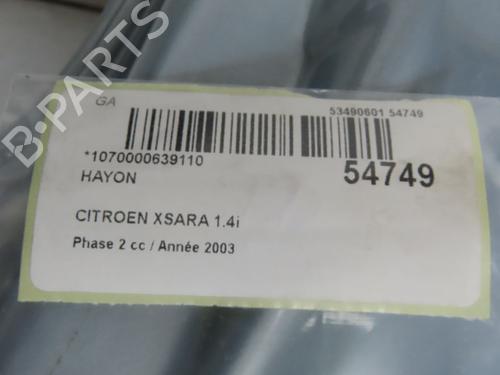 GA
53490601 54749
*1070000639110
HAYON
54749
CITROEN XSARA 1.4i
Phase 2 cc / Année 2003
B-PARTS